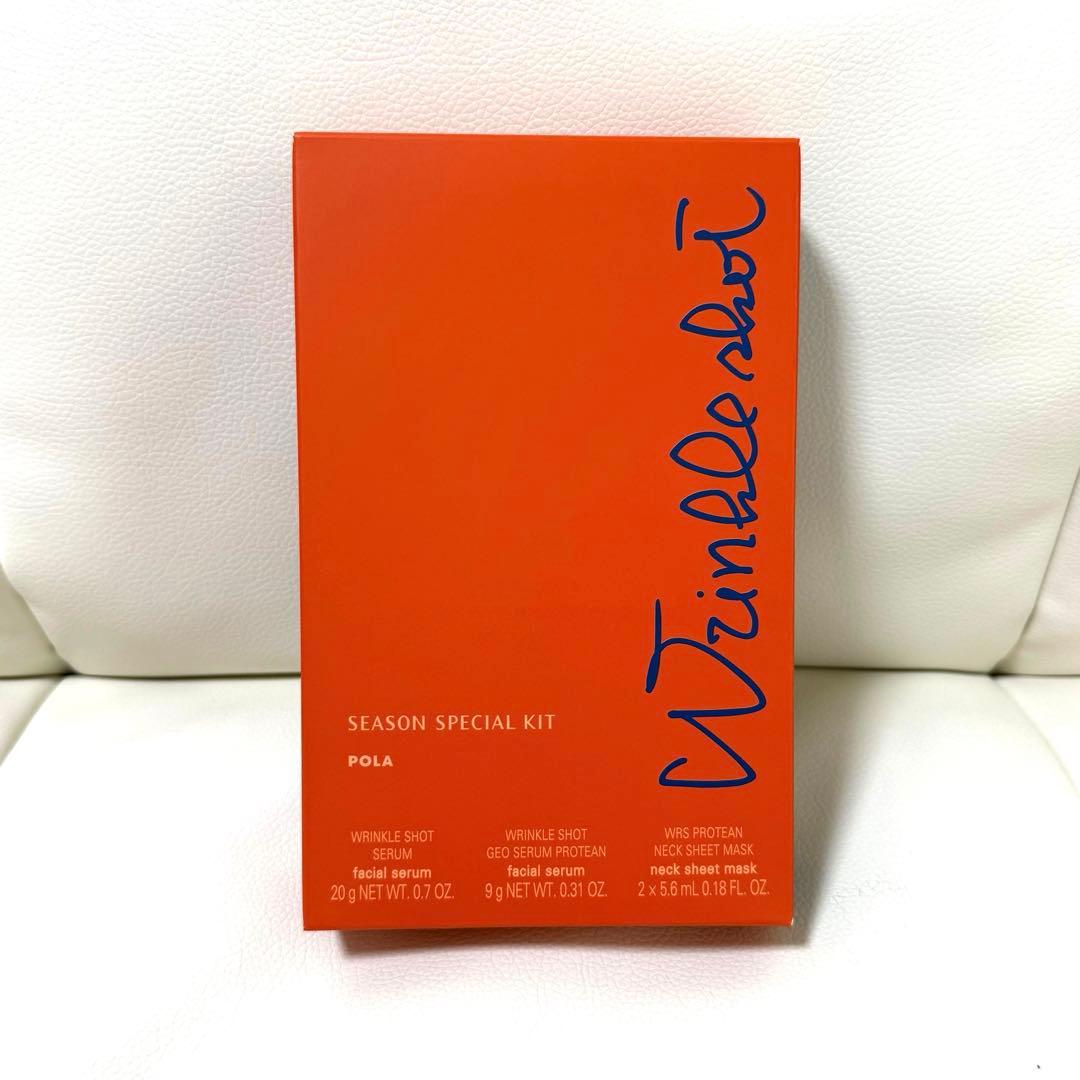 Wrinkle shot
SEASON SPECIAL KIT
POLA
WRINKLE SHOT
SERUM
facial serum
20 g NET WT. 0.7 OZ.
WRINKLE SHOT
GEO SERUM PROTEAN
facial serum
9 g NET WT. 0.31 OZ.
WRS PROTEAN
NECK SHEET MASK
neck sheet mask
2 × 5.6 mL 0.18 FL. OZ.